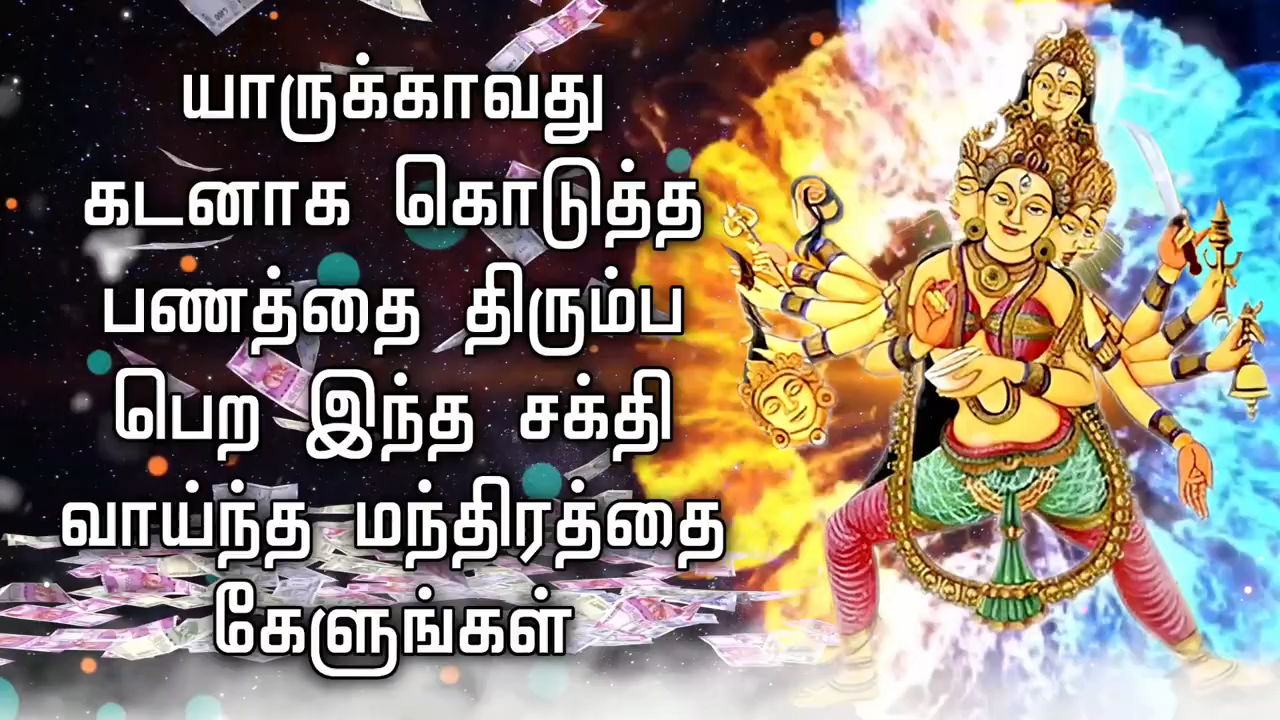 யாருக்காவது
கடனாக கொடுத்த
பணத்தை திரும்ப
பெற இந்த சக்தி
வாய்ந்த மந்திரத்தை
கேளுங்கள்